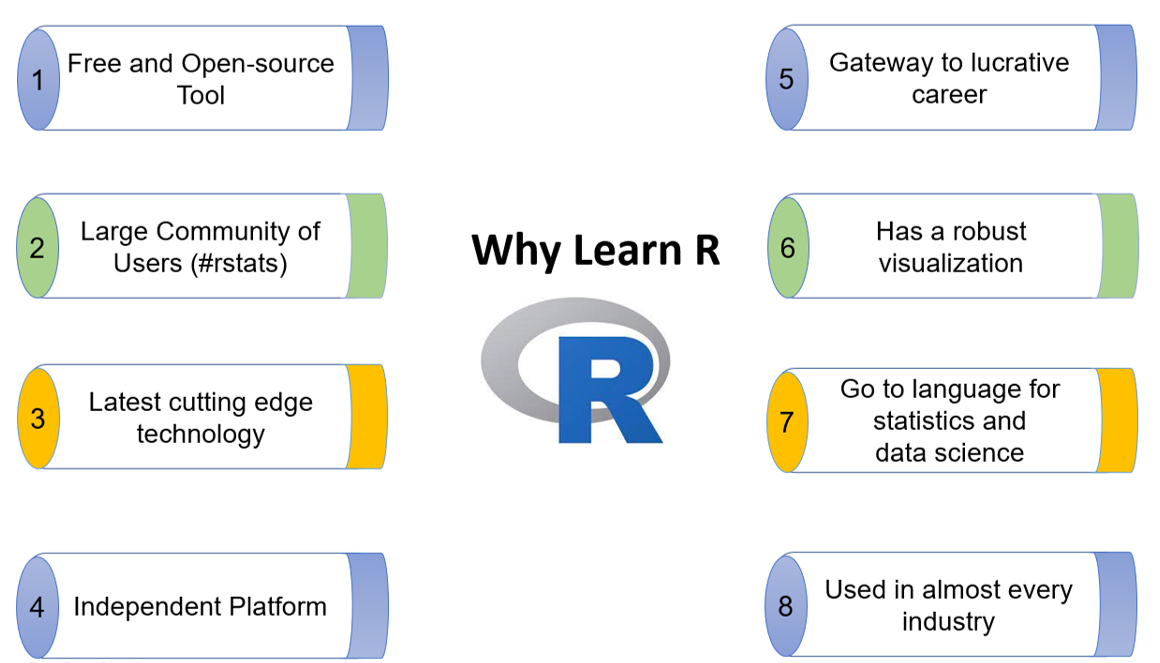 1
Free and Open-source
Tool
2
Large Community of
Users (#rstats)
3
Latest cutting edge
technology
4
Independent Platform
Why Learn R
R
5
Gateway to lucrative
career
6
Has a robust
visualization
7
Go to language for
statistics and
data science
8
Used in almost every
industry